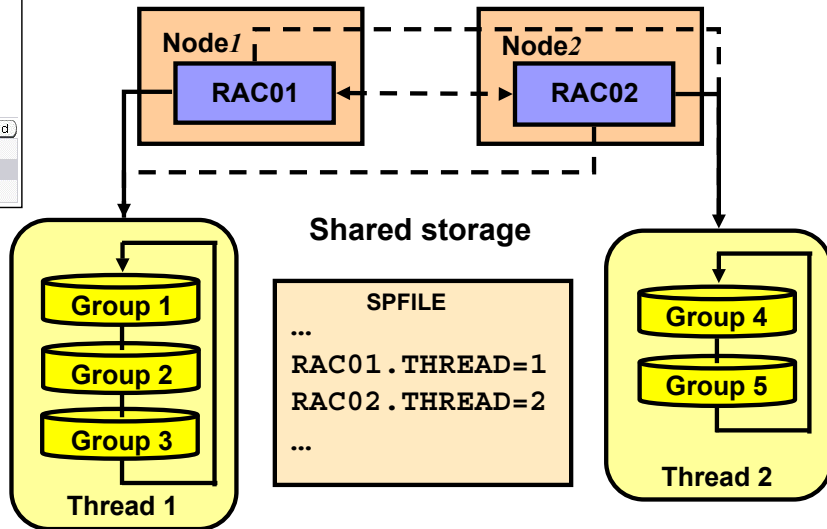 d
Node1
RAC01
Node2
RAC02
Shared storage
Group 1
Group 2
Group 3
Thread 1
SPFILE
…
RAC01.THREAD=1
RAC02.THREAD=2
…
Group 4
Group 5
Thread 2